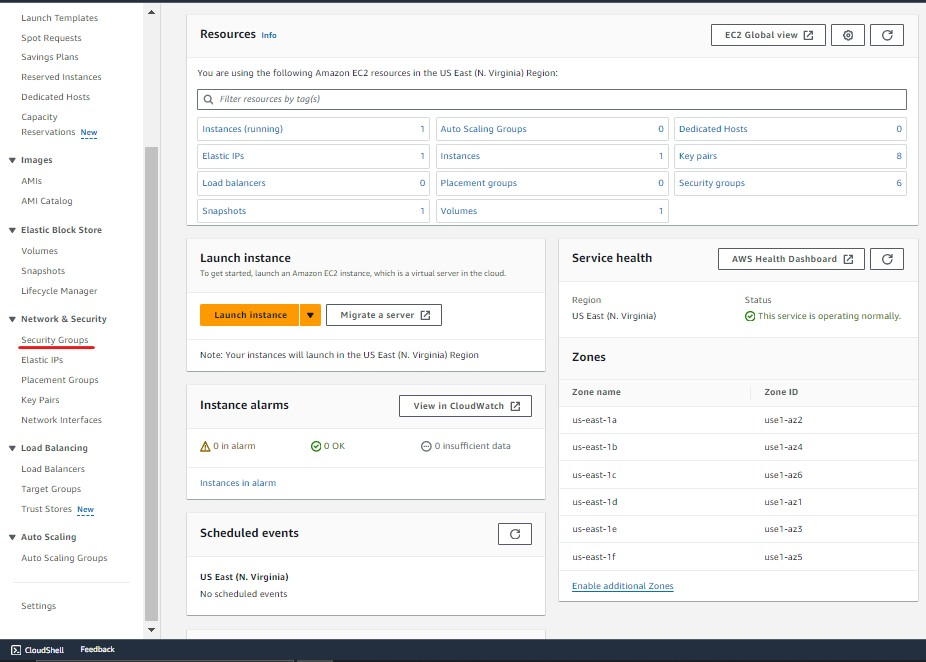 Launch Templates
Spot Requests
Savings Plans
Reserved Instances
Dedicated Hosts
Capacity
Reservations New
Images
AMIs
AMI Catalog
Elastic Block Store
Volumes
Snapshots
Lifecycle Manager
Network & Security
Security Groups
Elastic IPs
Placement Groups
Key Pairs
Network Interfaces
Load Balancing
Load Balancers
Target Groups
Trust Stores New
Auto Scaling
Auto Scaling Groups
Settings
Resources Info
EC2 Global view
You are using the following Amazon EC2 resources in the US East (N. Virginia) Region:
Filter resources by tag(s)
Instances (running) 1 Auto Scaling Groups 0 Dedicated Hosts 0
Elastic IPs 1 Instances 1 Key pairs 8
Load balancers 0 Placement groups 0 Security groups 6
Snapshots 1 Volumes 1
Launch instance
To get started, launch an Amazon EC2 instance, which is a virtual server in the cloud.
Launch instance Migrate a server
Note: Your instances will launch in the US East (N. Virginia) Region
Instance alarms View in CloudWatch
0 in alarm 0 OK 0 insufficient data
Instances in alarm
Scheduled events
US East (N. Virginia)
No scheduled events
Service health AWS Health Dashboard
Region Status
US East (N. Virginia) This service is operating normally.
Zones
Zone name Zone ID
us-east-1a use1-az2
us-east-1b use1-az4
us-east-1c use1-az6
us-east-1d use1-az1
us-east-1e use1-az3
us-east-1f use1-az5
Enable additional Zones
CloudShell Feedback